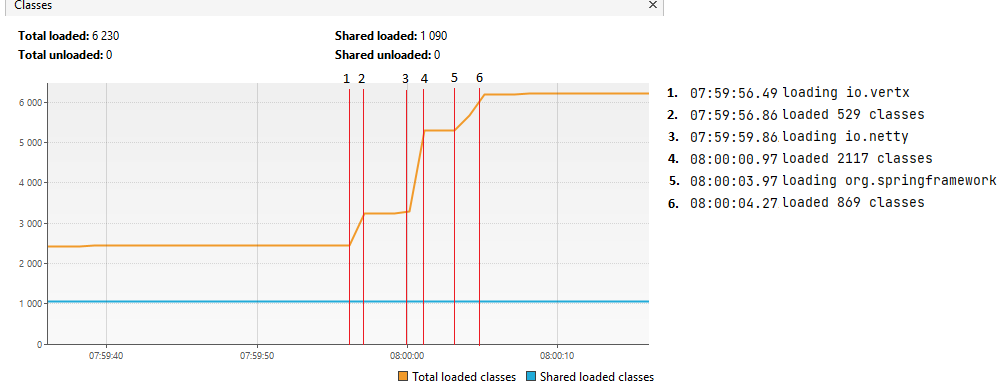 Classes ×
Total loaded: 6 230 Shared loaded: 1 090
Total unloaded: 0 Shared unloaded: 0
1 2 3 4 5 6
6 000
5 000
4 000
3 000
2 000
1 000
0
07:59:40 07:59:50 08:00:00 08:00:10
Total loaded classes Shared loaded classes
1. 07:59:56.49 loading io.vertx
2. 07:59:56.86 loaded 529 classes
3. 07:59:59.86 loading io.netty
4. 08:00:00.97 loaded 2117 classes
5. 08:00:03.97 loading org.springframework
6. 08:00:04.27 loaded 869 classes